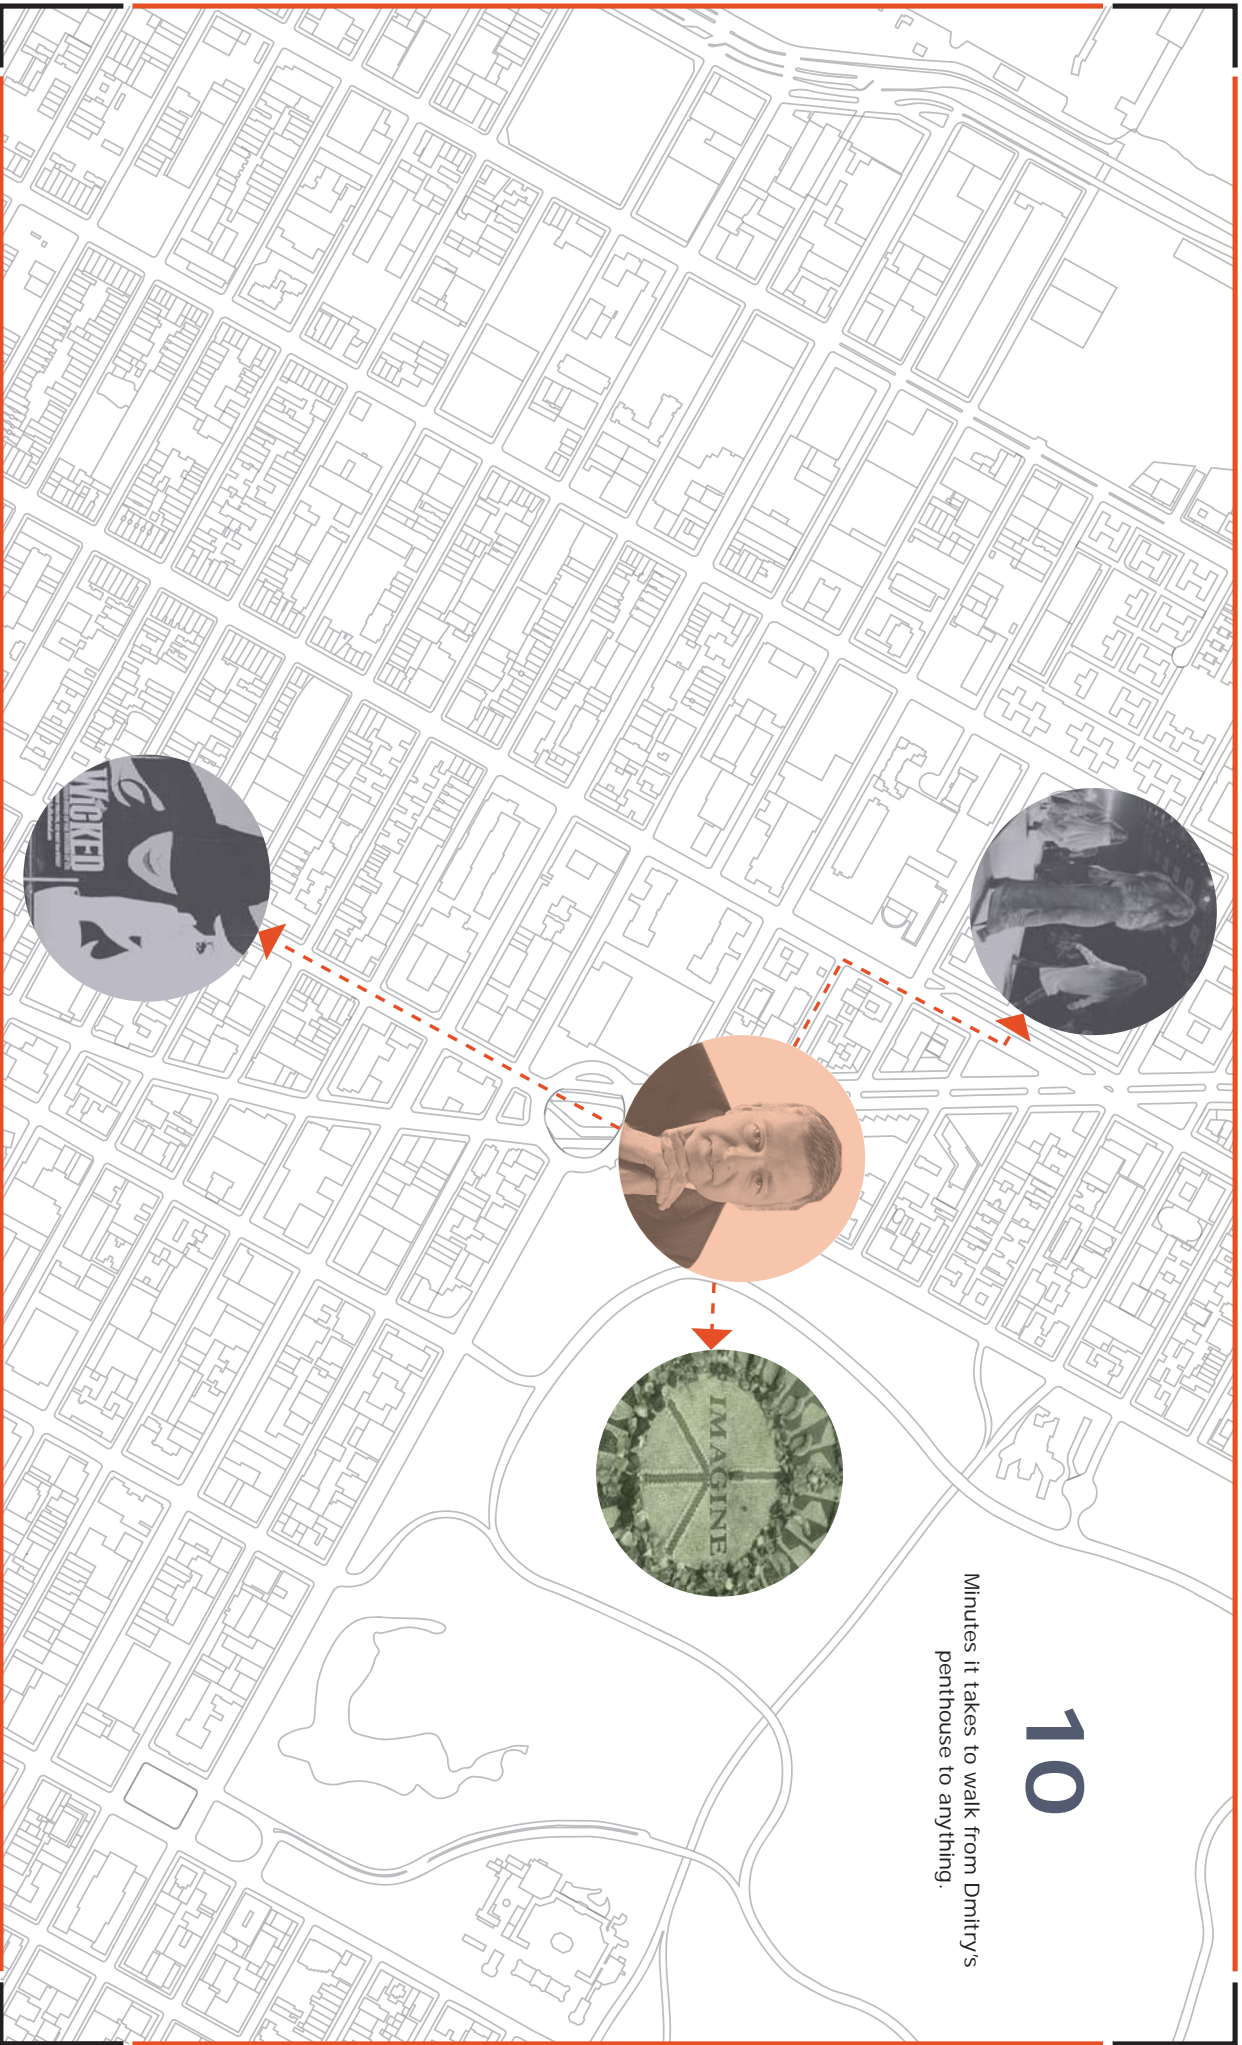 10
Minutes it takes to walk from Dmitry's
penthouse to anything.
WICKED
IMAGINE